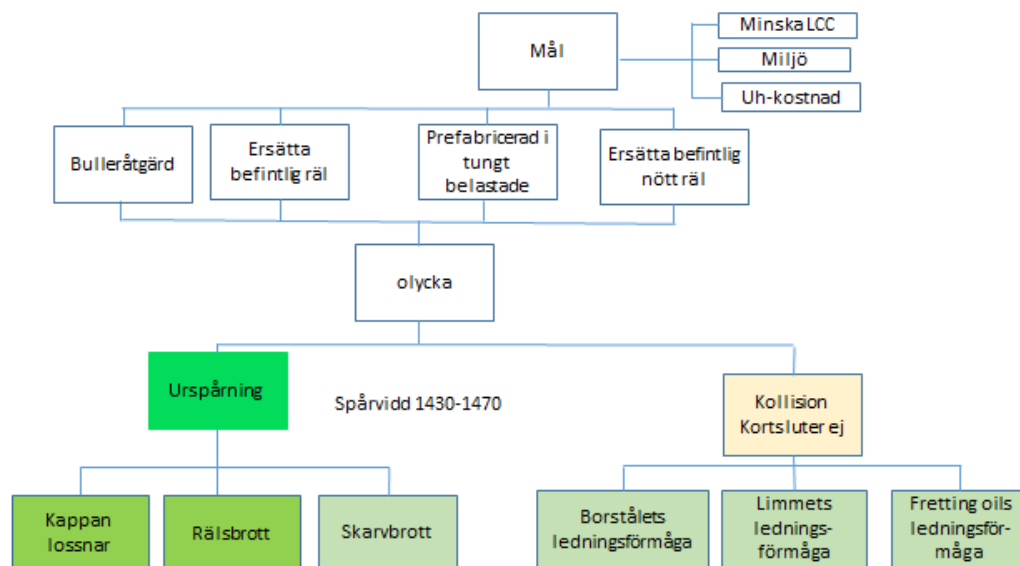 Mål
Minska LCC
Miljö
Uh-kostnad
Bulleråtgärd
Ersätta
befintlig räl
Prefabricerad i
tungt
belastade
Ersätta befintlig
nött räl
olycka
Urspårning
Spårvidd 1430-1470
Kollision
Kortsluter ej
Kappan
lossnar
Rälsbrott
Skarvbrott
Borstålets
ledningsförmåga
Limmets
lednings-
förmåga
Fretting oils
ledningsför-
måga